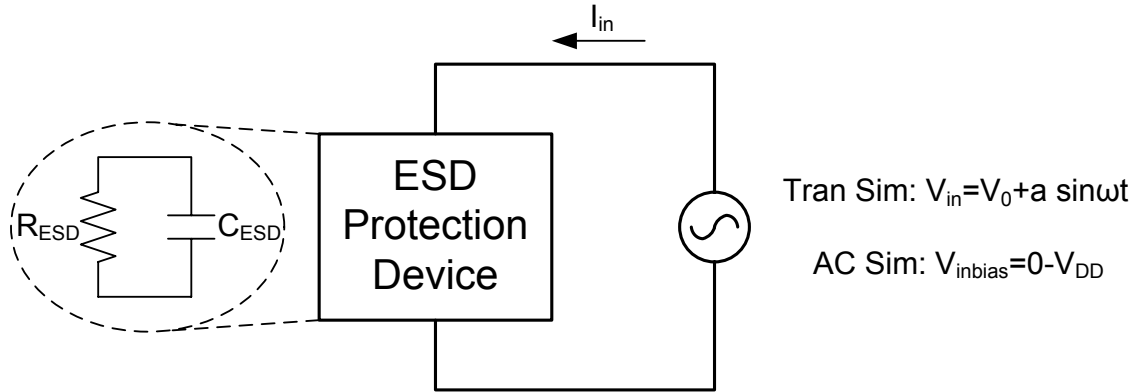 I_in
ESD
Protection
Device
R_ESD
C_ESD
Tran Sim: V_in=V_0+a sinωt
AC Sim: V_inbias=0-V_DD